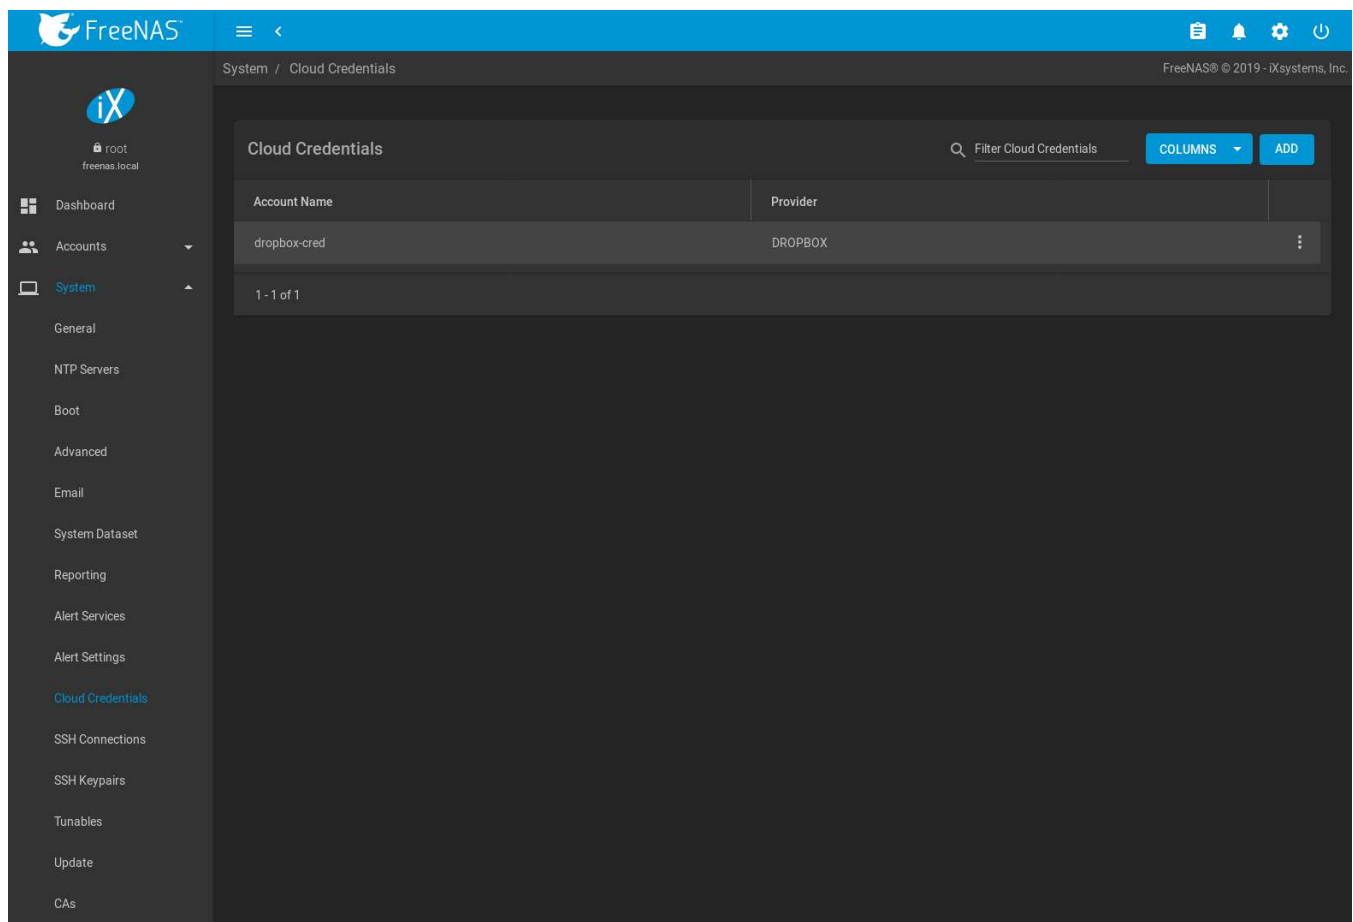 FreeNAS™
System / Cloud Credentials
FreeNAS® © 2019 - iXsystems, Inc.
iX
root
freenas.local
Dashboard
Accounts
System
General
NTP Servers
Boot
Advanced
Email
System Dataset
Reporting
Alert Services
Alert Settings
Cloud Credentials
SSH Connections
SSH Keypairs
Tunables
Update
CAs
Cloud Credentials
Filter Cloud Credentials
COLUMNS
ADD
Account Name Provider
dropbox-cred DROPBOX
1 - 1 of 1